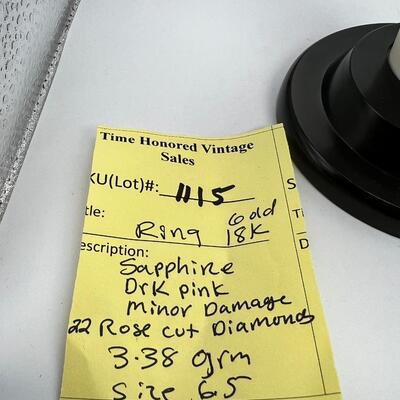 Time Honored Vintage
Sales
KU(Lot)#: 1115
tle: Ring Gold 18K
escription: Sapphire
Drk pink
minor Damage
22 Rose cut Diamonds
3.38 grm
Size 6.5
S
Ti
D